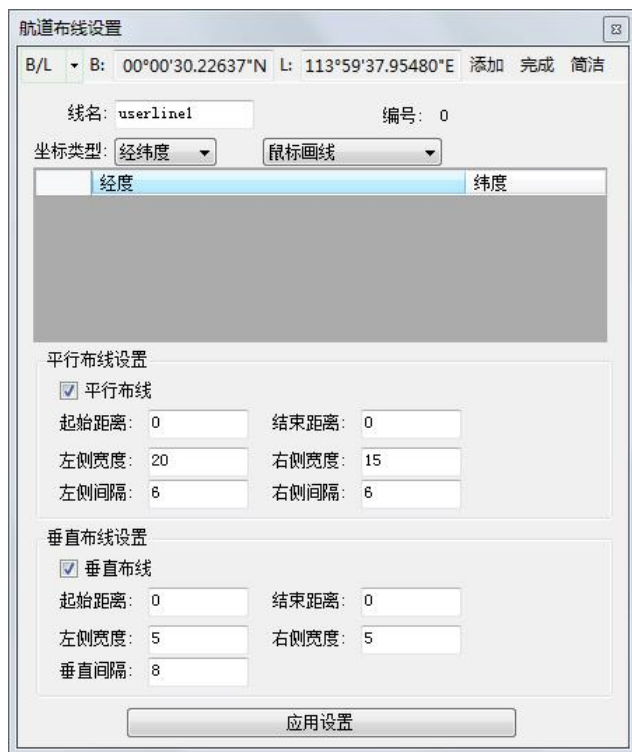 航道布线设置
B/L B: 00°00'30.22637"N L: 113°59'37.95480"E 添加 完成 简洁
线名: userline1 编号: 0
坐标类型: 经纬度 鼠标画线
经度 纬度
平行布线设置
平行布线
起始距离: 0 结束距离: 0
左侧宽度: 20 右侧宽度: 15
左侧间隔: 6 右侧间隔: 6
垂直布线设置
垂直布线
起始距离: 0 结束距离: 0
左侧宽度: 5 右侧宽度: 5
垂直间隔: 8
应用设置